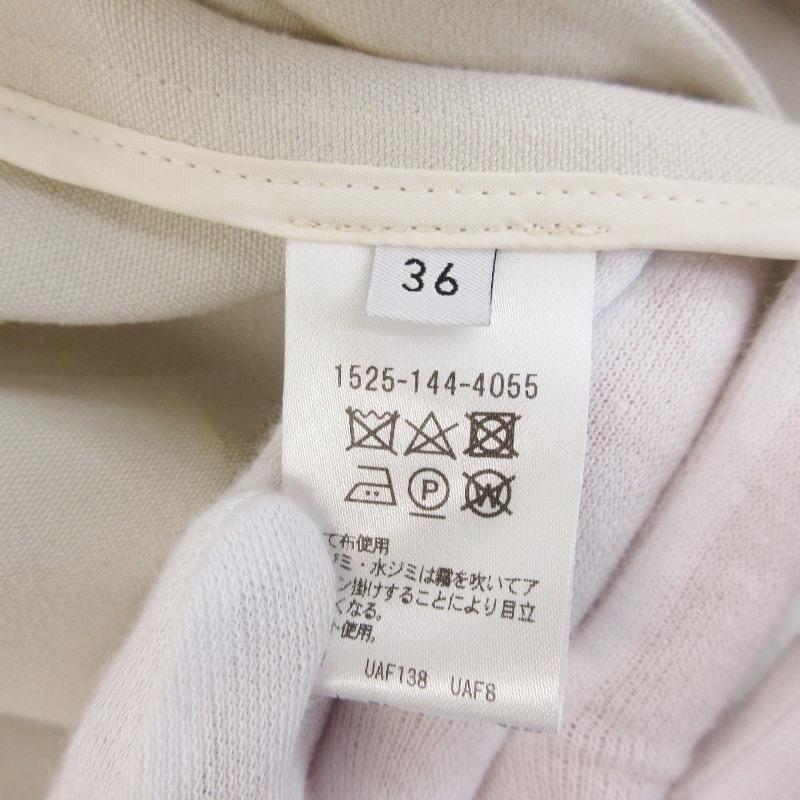 36
1525-144-4055
P
W
て布使用
ジミ・水ジミは霧を吹いてア
ン掛けすることにより目立
くなる。
ト使用。
UAF138 UAF8